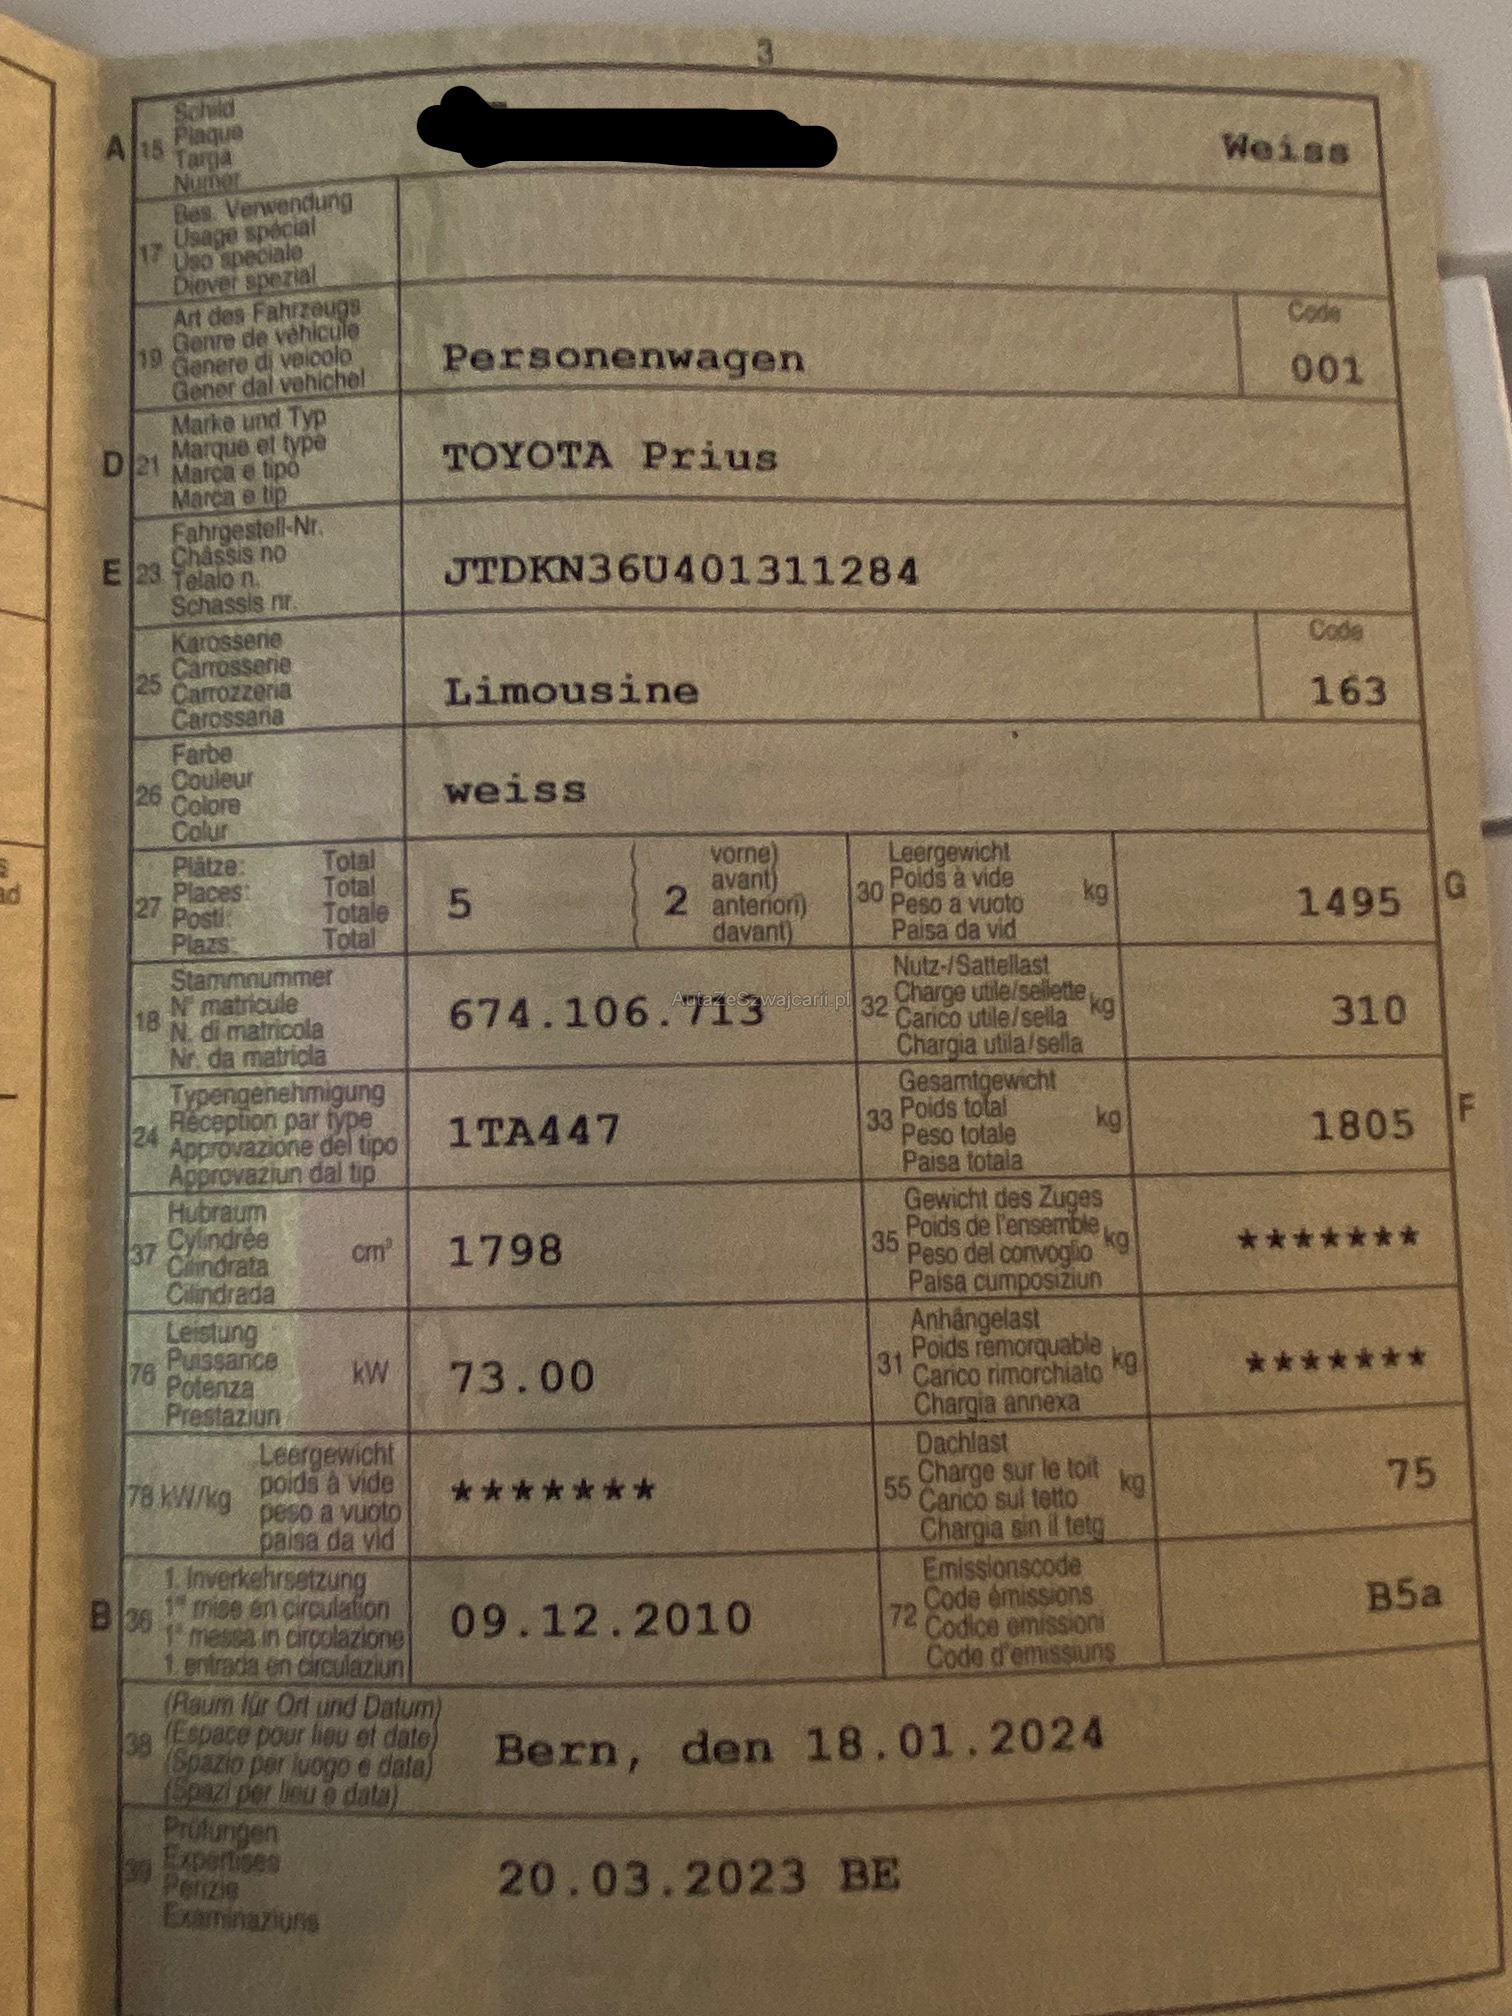 3
A 15 Schild
Plaque
Targa
Numer
Weiss
17 Bes. Verwendung
Usage spécial
Uso speciale
Diever spezial
19 Art des Fahrzeugs
Genre de véhicule
Genere di veicolo
Gener dal vehichel
Personenwagen
Code
001
D 21 Marke und Typ
Marque et type
Marca e tipo
Marca e tip
TOYOTA Prius
E 23 Fahrgestell-Nr.
Châssis no
Telaio n.
Schassis nr.
JTDKN36U401311284
25 Karosserie
Carrosserie
Carrozzeria
Carossaria
Limousine
Code
163
26 Farbe
Couleur
Colore
Colur
weiss
27 Plätze: Total
Places: Total
Posti: Totale
Plazs: Total
5
2
vorne)
avant)
anteriori)
davant)
30 Leergewicht
Poids à vide kg
Peso a vuoto
Paisa da vid
1495
G
18 Stammnummer
N° matricule
N. di matricola
Nr. da matricla
674.106.713
AutaZeSzwajcarii.pl
32 Nutz-/Sattellast
Charge utile/sellette kg
Carico utile/sella
Chargia utila/sella
310
24 Typengenehmigung
Réception par type
Approvazione del tipo
Approvaziun dal tip
1TA447
33 Gesamtgewicht
Poids total kg
Peso totale
Paisa totala
1805
F
37 Hubraum
Cylindrée cm³
Cilindrata
Cilindrada
1798
35 Gewicht des Zuges
Poids de l'ensemble kg
Peso del convoglio
Paisa cumposiziun
*******
76 Leistung
Puissance kW
Potenza
Prestaziun
73.00
31 Anhängelast
Poids remorquable kg
Carico rimorchiato
Chargia annexa
*******
78 kW/kg Leergewicht
poids à vide
peso a vuoto
paisa da vid
*******
55 Dachlast
Charge sur le toit kg
Carico sul tetto
Chargia sin il tetg
75
B 36 1. Inverkehrsetzung
1re mise en circulation
1a messa in circolazione
1. entrada en circulaziun
09.12.2010
72 Emissionscode
Code émissions
Codice emissioni
Code d'emissiuns
B5a
38 (Raum für Ort und Datum)
(Espace pour lieu et date)
(Spazio per luogo e data)
(Spazi per lieu e data)
Bern, den 18.01.2024
39 Prüfungen
Expertises
Perizie
Examinaziuns
20.03.2023 BE